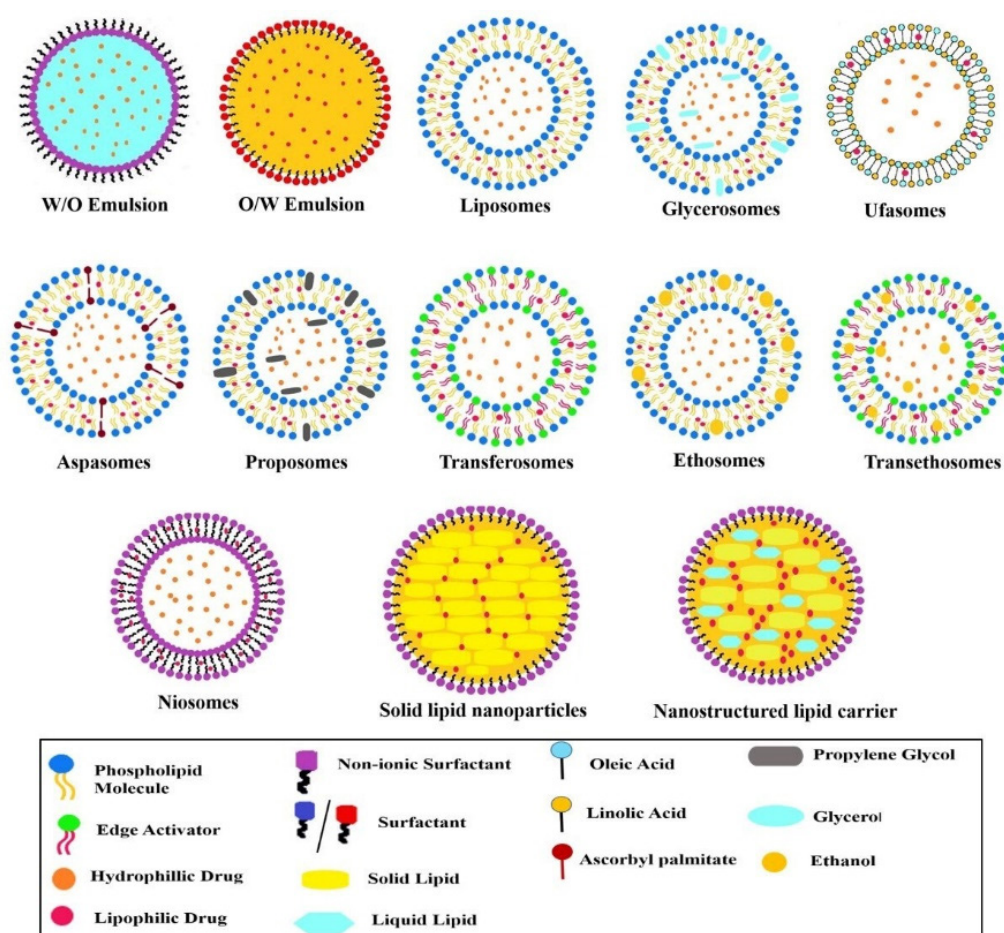 W/O Emulsion
O/W Emulsion
Liposomes
Glycerosomes
Ufasomes
Aspasomes
Proposomes
Transferosomes
Ethosomes
Transethosomes
Niosomes
Solid lipid nanoparticles
Nanostructured lipid carrier
Phospholipid
Molecule
Edge Activator
Hydrophillic Drug
Lipophilic Drug
Non-ionic Surfactant
Surfactant
Solid Lipid
Liquid Lipid
Oleic Acid
Linolic Acid
Ascorbyl palmitate
Propylene Glycol
Glycerol
Ethanol